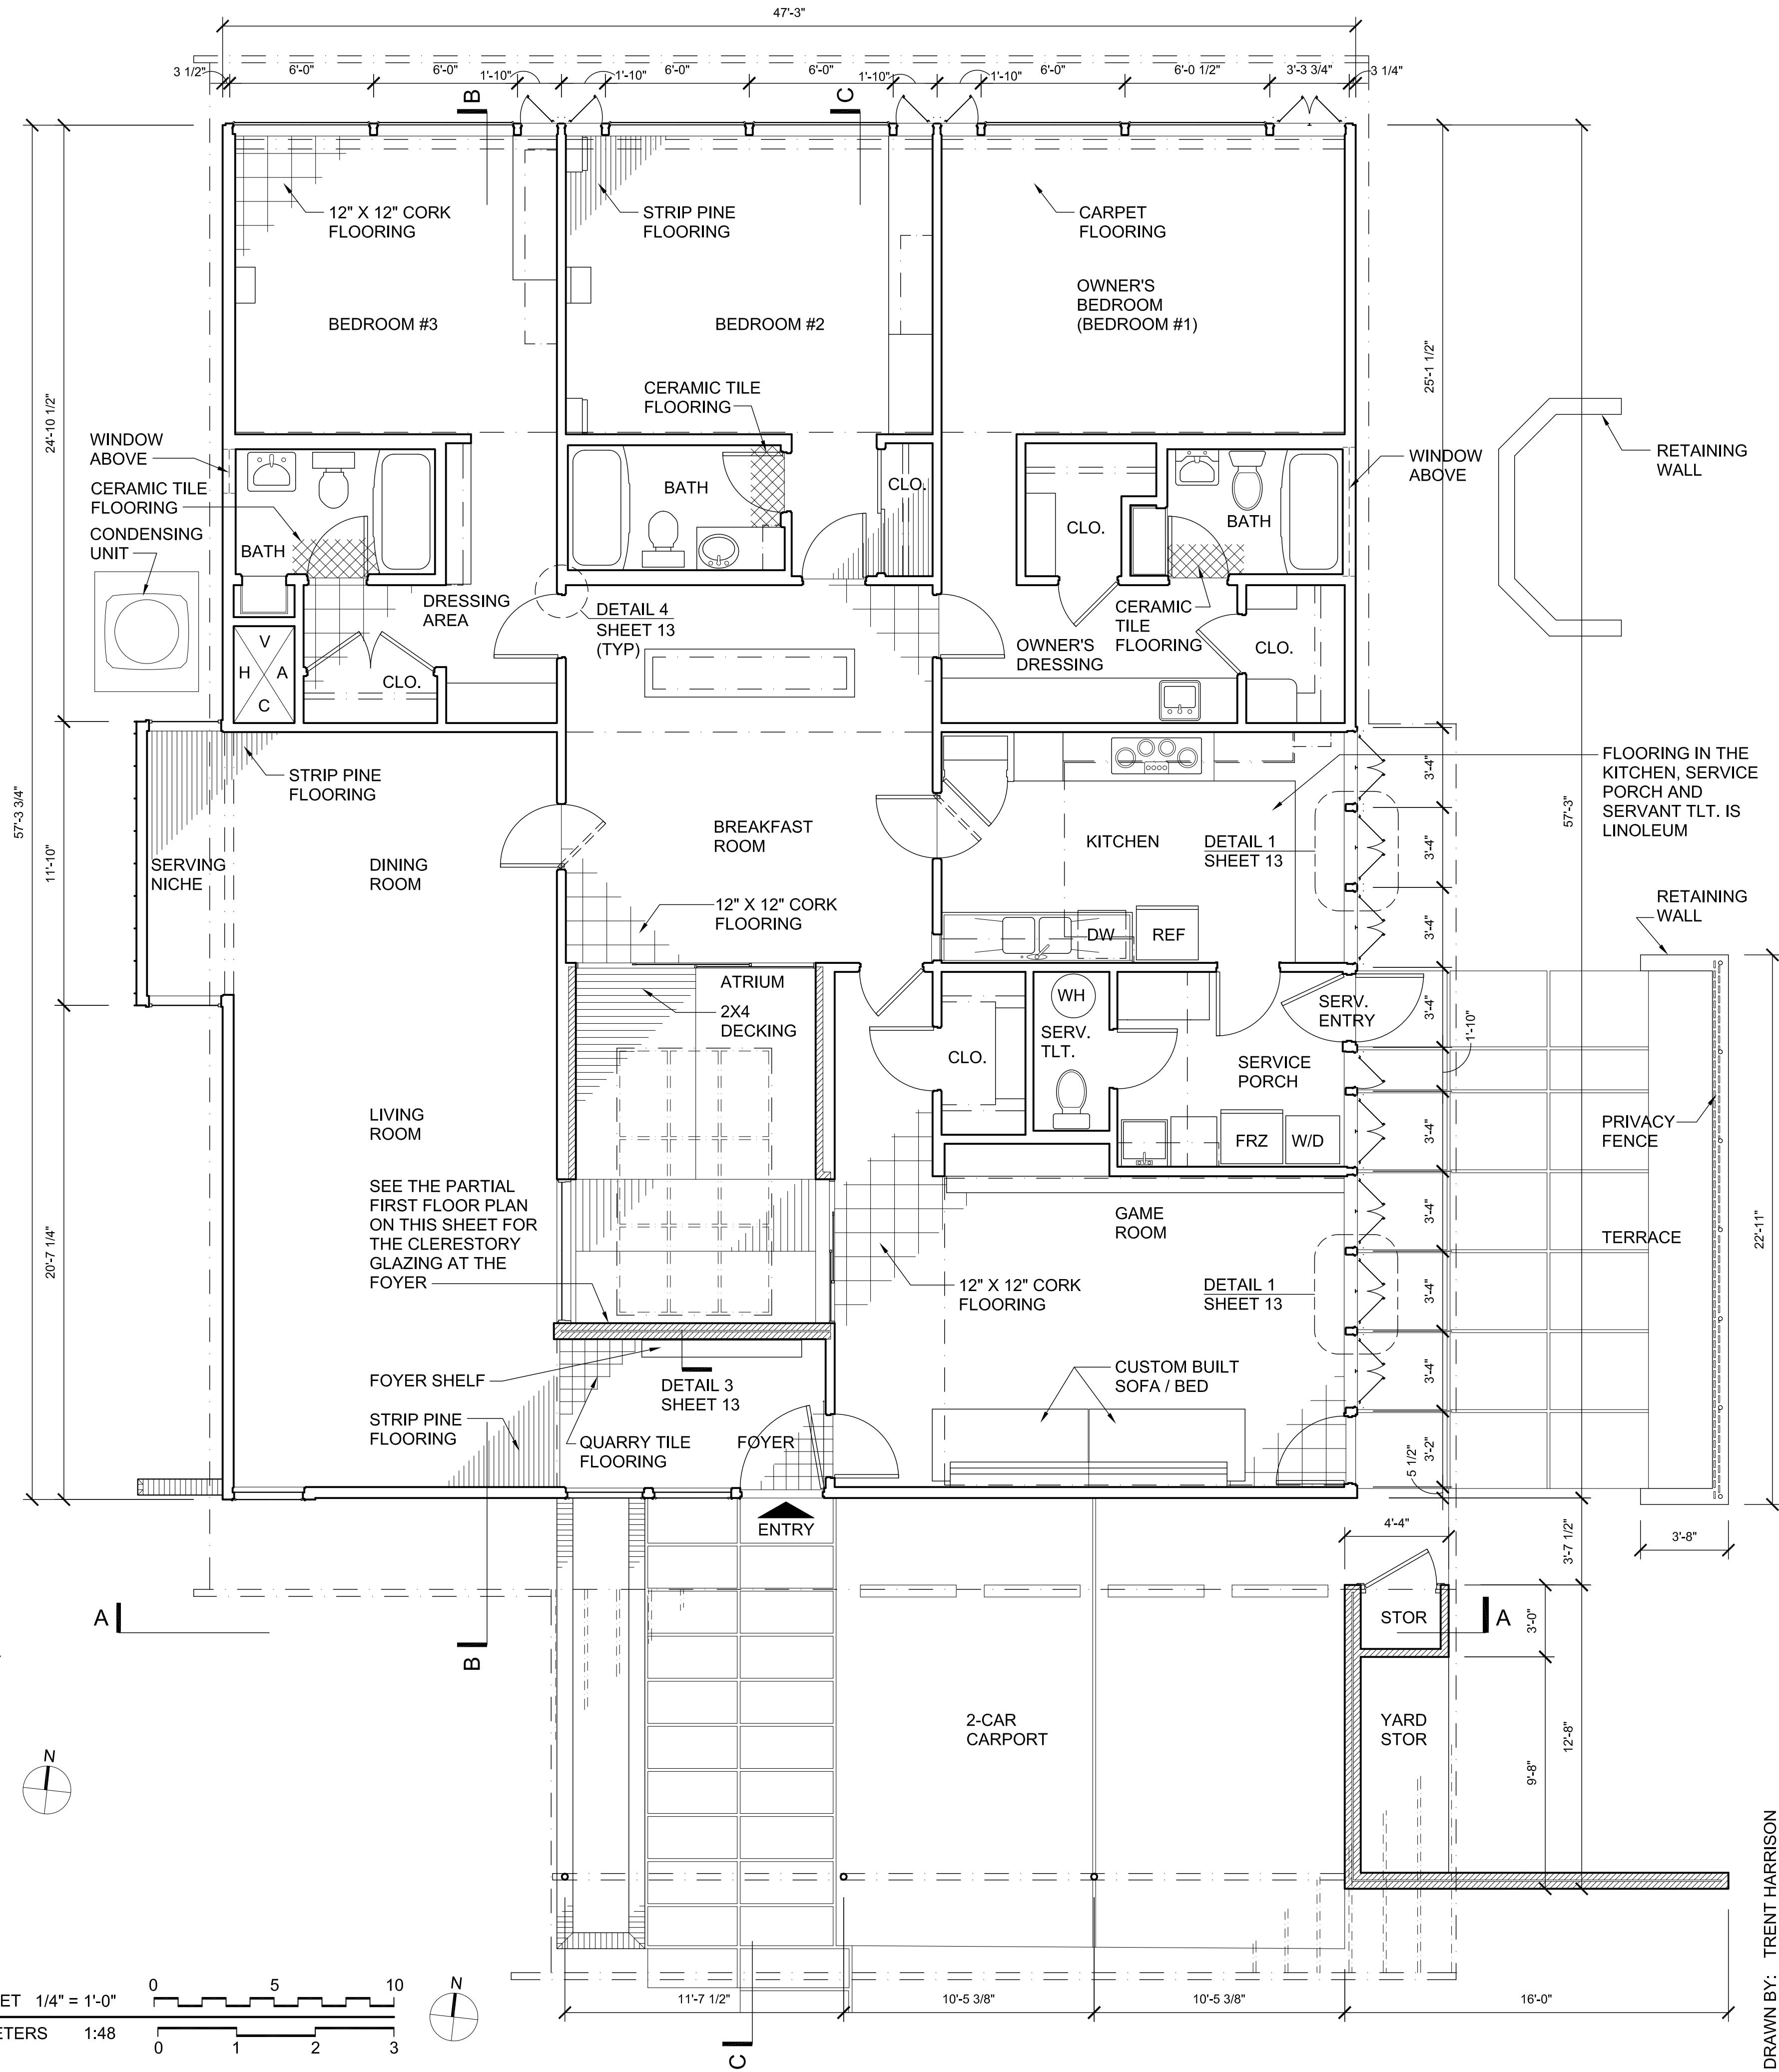 47'-3"
3 1/2"
6'-0"
6'-0"
1'-10"
1'-10"
6'-0"
6'-0"
1'-10"
1'-10"
6'-0"
6'-0 1/2"
3'-3 3/4"
3 1/4"
B
C
12" X 12" CORK
FLOORING
STRIP PINE
FLOORING
CARPET
FLOORING
OWNER'S
BEDROOM
(BEDROOM #1)
BEDROOM #3
BEDROOM #2
25'-1 1/2"
24'-10 1/2"
CERAMIC TILE
FLOORING
WINDOW
ABOVE
CERAMIC TILE
FLOORING
CONDENSING
UNIT
BATH
BATH
CLO.
CLO.
BATH
WINDOW
ABOVE
RETAINING
WALL
DRESSING
AREA
DETAIL 4
SHEET 13
(TYP)
OWNER'S
DRESSING
CERAMIC
TILE
FLOORING
CLO.
V
H A
C
CLO.
STRIP PINE
FLOORING
3'-4"
FLOORING IN THE
KITCHEN, SERVICE
PORCH AND
SERVANT TLT. IS
LINOLEUM
57'-3 3/4"
57'-3"
11'-10"
SERVING
NICHE
DINING
ROOM
BREAKFAST
ROOM
KITCHEN
DETAIL 1
SHEET 13
3'-4"
12" X 12" CORK
FLOORING
DW
REF
3'-4"
RETAINING
WALL
ATRIUM
2X4
DECKING
WH
SERV.
TLT.
CLO.
SERV.
ENTRY
3'-4"
1'-10"
SERVICE
PORCH
LIVING
ROOM
FRZ
W/D
3'-4"
PRIVACY
FENCE
SEE THE PARTIAL
FIRST FLOOR PLAN
ON THIS SHEET FOR
THE CLERESTORY
GLAZING AT THE
FOYER
20'-7 1/4"
GAME
ROOM
3'-4"
TERRACE
22'-11"
12" X 12" CORK
FLOORING
DETAIL 1
SHEET 13
3'-4"
FOYER SHELF
DETAIL 3
SHEET 13
CUSTOM BUILT
SOFA / BED
3'-4"
STRIP PINE
FLOORING
QUARRY TILE
FLOORING
FOYER
5 1/2"
3'-2"
ENTRY
4'-4"
3'-7 1/2"
3'-8"
A
B
STOR
A
3'-0"
2-CAR
CARPORT
YARD
STOR
9'-8"
12'-8"
N
N
ET 1/4" = 1'-0"
0 5 10
ETERS 1:48
0 1 2 3
11'-7 1/2"
10'-5 3/8"
10'-5 3/8"
16'-0"
C
DRAWN BY: TRENT HARRISON